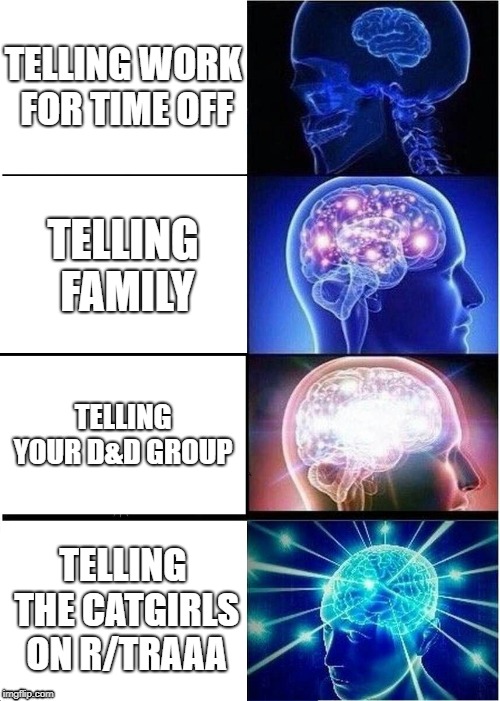 TELLING WORK
FOR TIME OFF
TELLING
FAMILY
TELLING
YOUR D&D GROUP
TELLING
THE CATGIRLS
ON R/TRAAA
imgflip.com